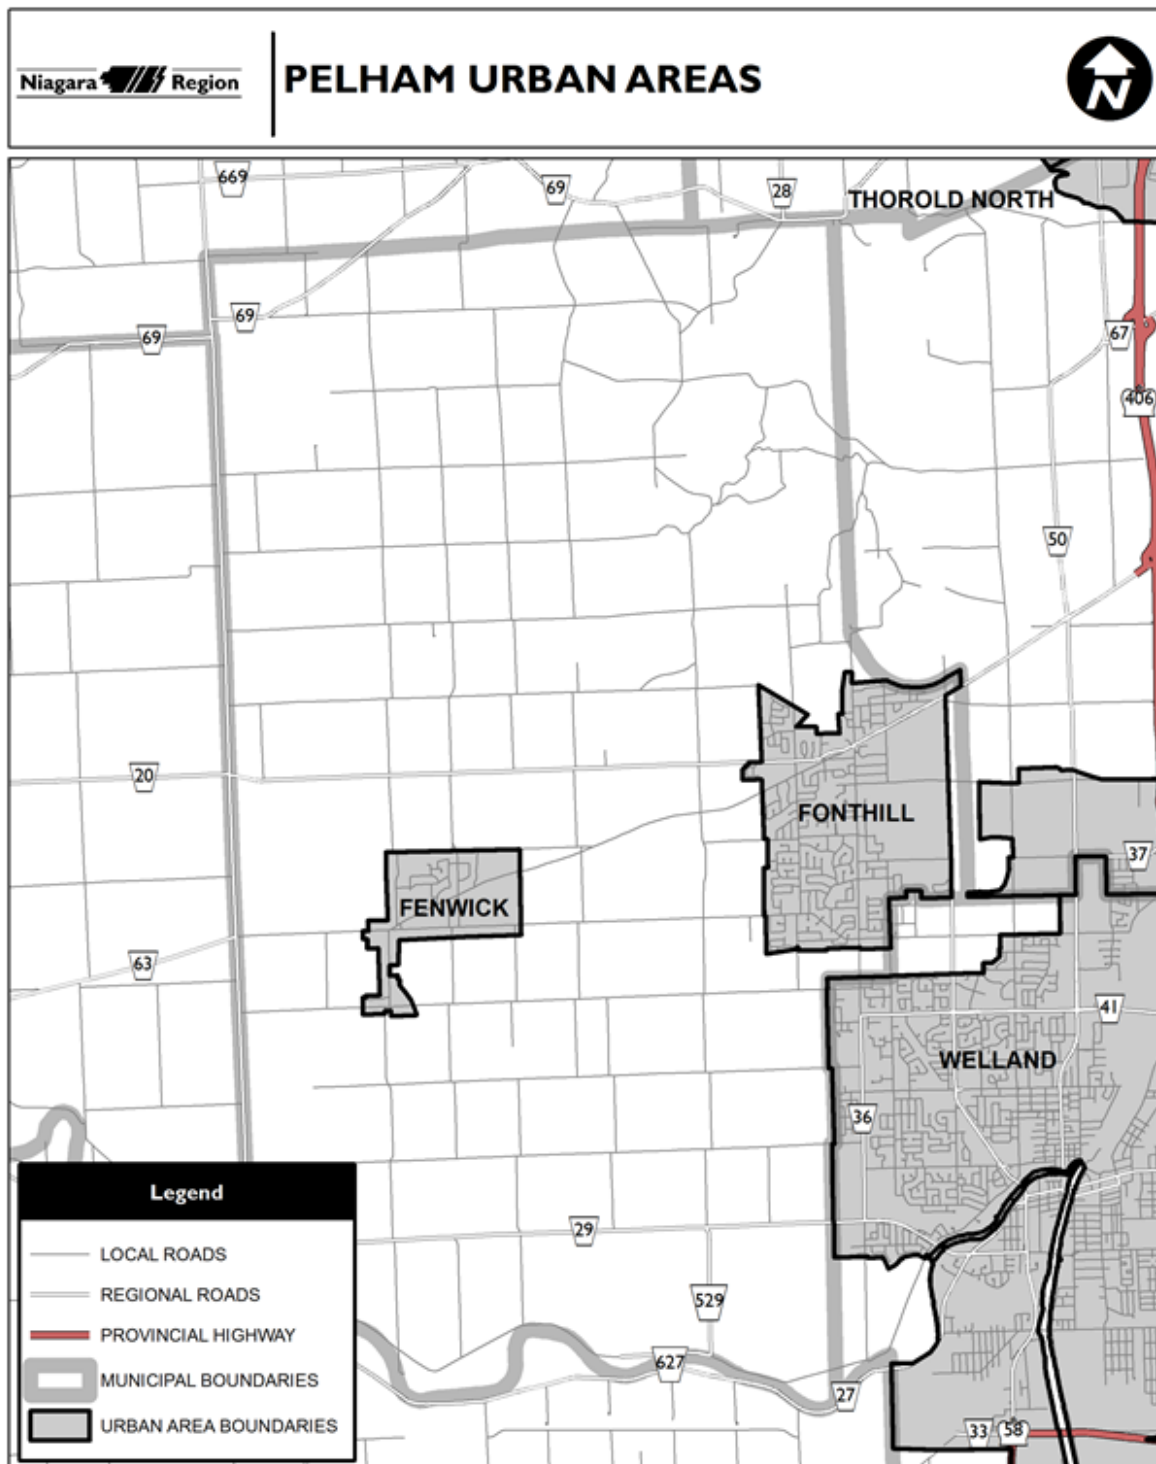 Niagara Region
PELHAM URBAN AREAS
N
669
69
28
THOROLD NORTH
69
69
67
406
50
20
FONTHILL
37
FENWICK
63
41
WELLAND
36
29
529
627
27
33
58
Legend
LOCAL ROADS
REGIONAL ROADS
PROVINCIAL HIGHWAY
MUNICIPAL BOUNDARIES
URBAN AREA BOUNDARIES